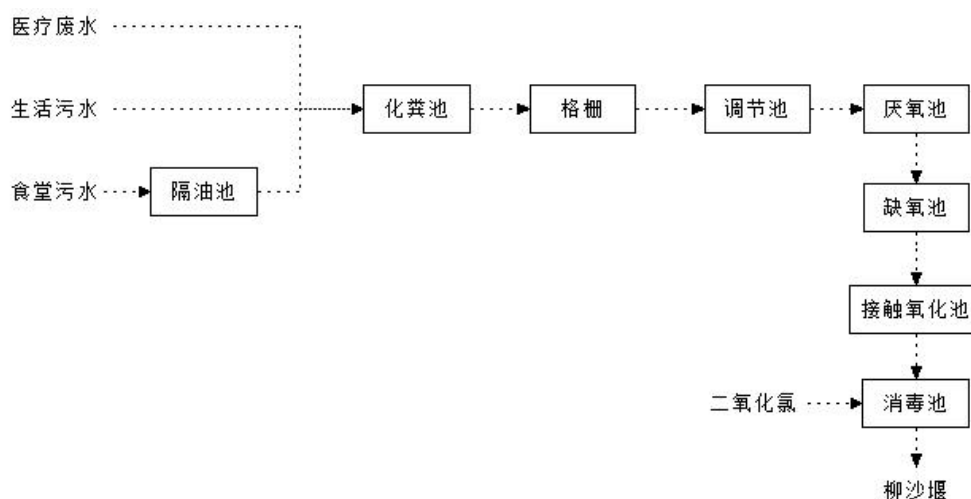 医疗废水
生活污水
化粪池
格栅
调节池
厌氧池
食堂污水
隔油池
缺氧池
接触氧化池
二氧化氯
消毒池
柳沙堰